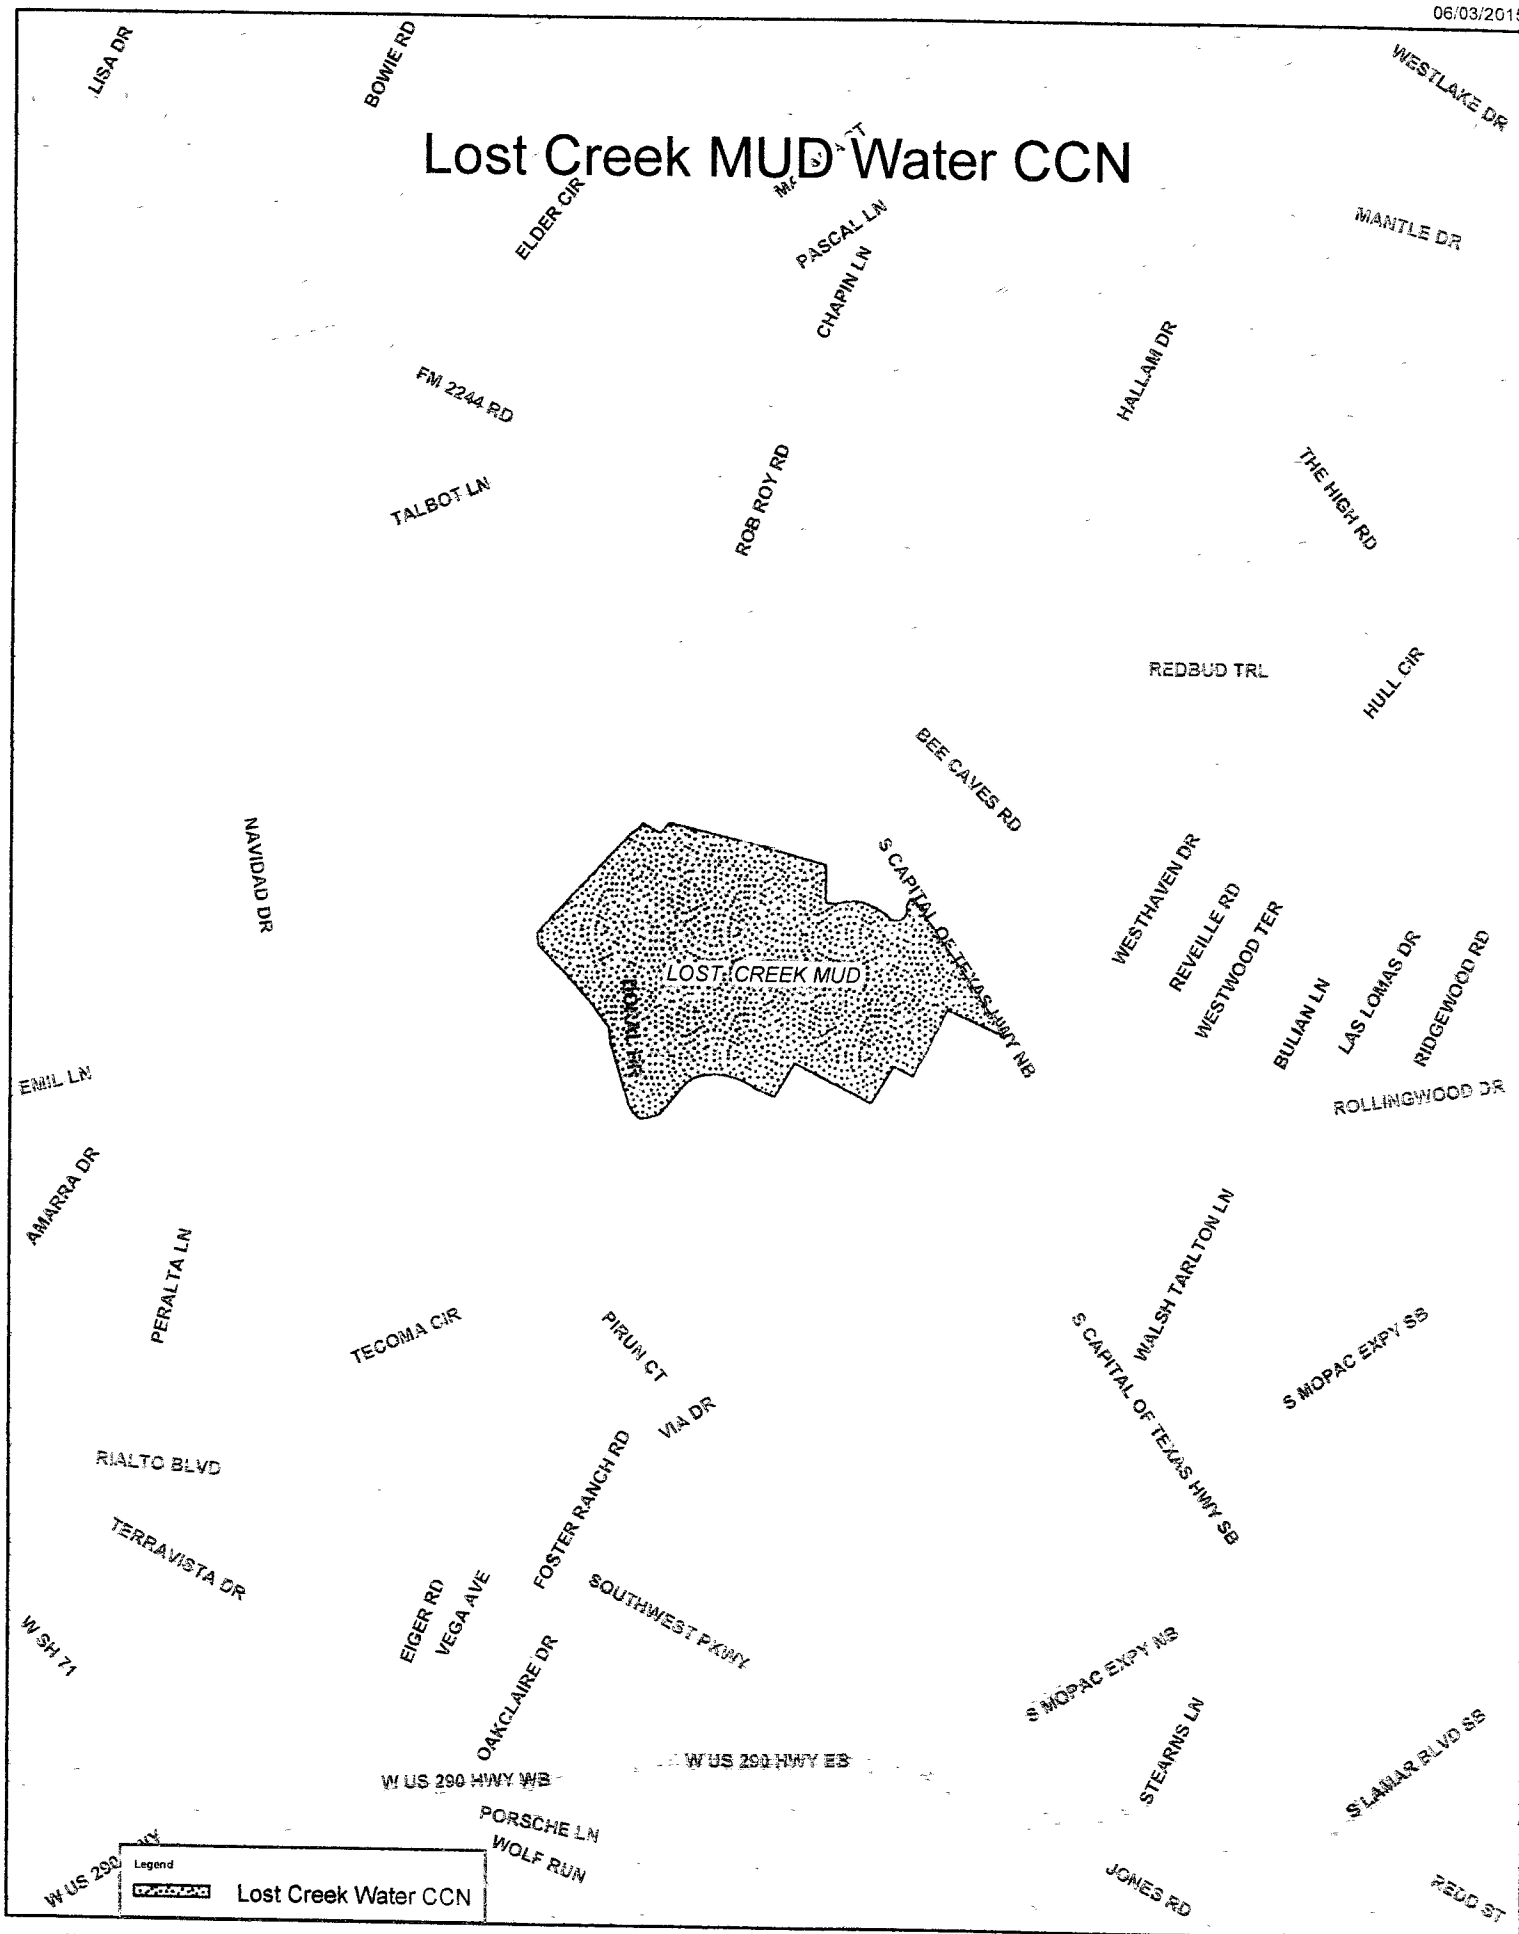 06/03/2015
LISA DR
BOWIE RD
WESTLAKE DR
Lost Creek MUD Water CCN
ELDER CIR
PASCAL LN
MANTLE DR
CHAPIN LN
HALLAM DR
FM 2244 RD
TALBOT LN
ROB ROY RD
THE HIGH RD
REDBUD TRL
HULL CIR
BEE CAVES RD
NAVIDAD DR
S CAPITAL OF TEXAS HWY NB
WESTHAVEN DR
REVEILLE RD
WESTWOOD TER
LAS LOMAS DR
RIDGEWOOD RD
LOST CREEK MUD
BULIAN LN
EMIL LN
ROLLINGWOOD DR
AMARRA DR
PERALTA LN
WALSH TARLTON LN
TECOMA CIR
PIRUN CT
S CAPITAL OF TEXAS HWY SB
S MOPAC EXPY SB
VIA DR
RIALTO BLVD
FOSTER RANCH RD
TERRAVISTA DR
EIGER RD
VEGA AVE
SOUTHWEST PKWY
W SH 71
OAKCLAIRE DR
S MOPAC EXPY NB
STEARNS LN
S LAMAR BLVD SB
W US 290 HWY EB
W US 290 HWY WB
PORSCHE LN
WOLF RUN
W US 290
Legend
Lost Creek Water CCN
JONES RD
REDD ST